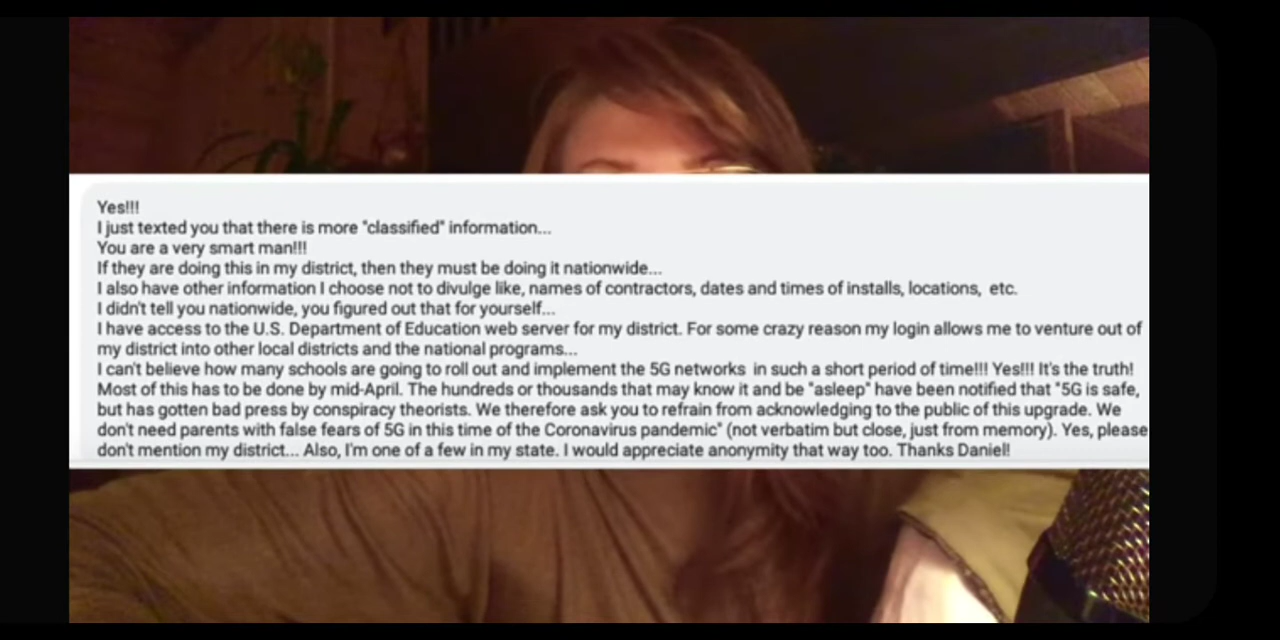 Yes!!!
I just texted you that there is more "classified" information...
You are a very smart man!!!
If they are doing this in my district, then they must be doing it nationwide...
I also have other information I choose not to divulge like, names of contractors, dates and times of installs, locations, etc.
I didn't tell you nationwide, you figured out that for yourself...
I have access to the U.S. Department of Education web server for my district. For some crazy reason my login allows me to venture out of
my district into other local districts and the national programs...
I can't believe how many schools are going to roll out and implement the 5G networks in such a short period of time!!! Yes!!! It's the truth!
Most of this has to be done by mid-April. The hundreds or thousands that may know it and be "asleep" have been notified that "5G is safe,
but has gotten bad press by conspiracy theorists. We therefore ask you to refrain from acknowledging to the public of this upgrade. We
don't need parents with false fears of 5G in this time of the Coronavirus pandemic" (not verbatim but close, just from memory). Yes, please
don't mention my district... Also, I'm one of a few in my state. I would appreciate anonymity that way too. Thanks Daniel!